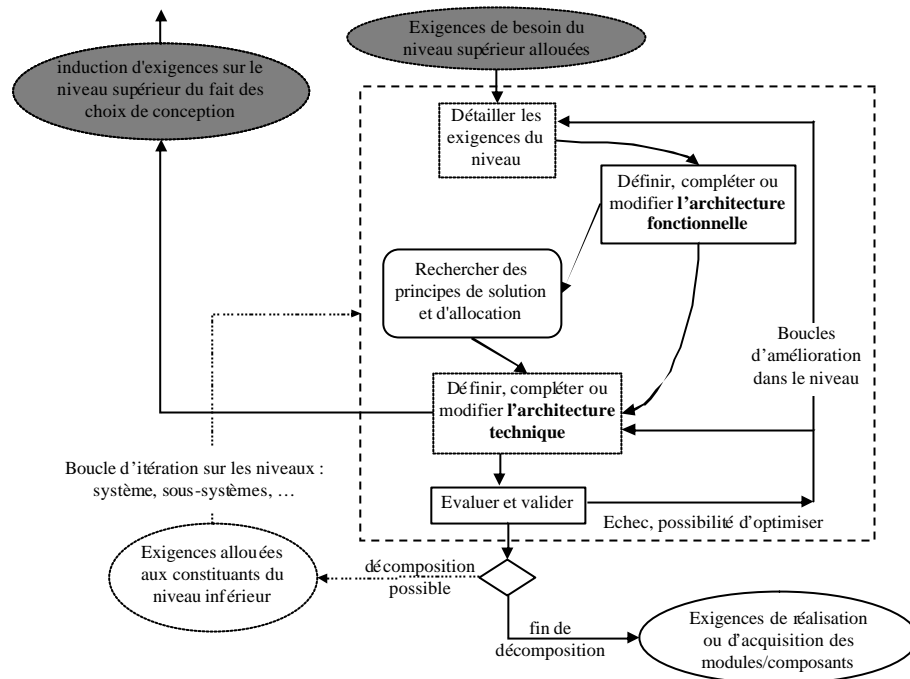 Exigences de besoin du
niveau supérieur allouées
induction d'exigences sur le
niveau supérieur du fait des
choix de conception
Détailler les
exigences du
niveau
Définir, compléter ou
modifier l'architecture
fonctionnelle
Rechercher des
principes de solution
et d'allocation
Boucles
d'amélioration
dans le niveau
Définir, compléter ou
modifier l'architecture
technique
Boucle d'itération sur les niveaux :
système, sous-systèmes, …
Evaluer et valider
Echec, possibilité d'optimiser
Exigences allouées
aux constituants du
niveau inférieur
décomposition
possible
fin de
décomposition
Exigences de réalisation
ou d'acquisition des
modules/composants